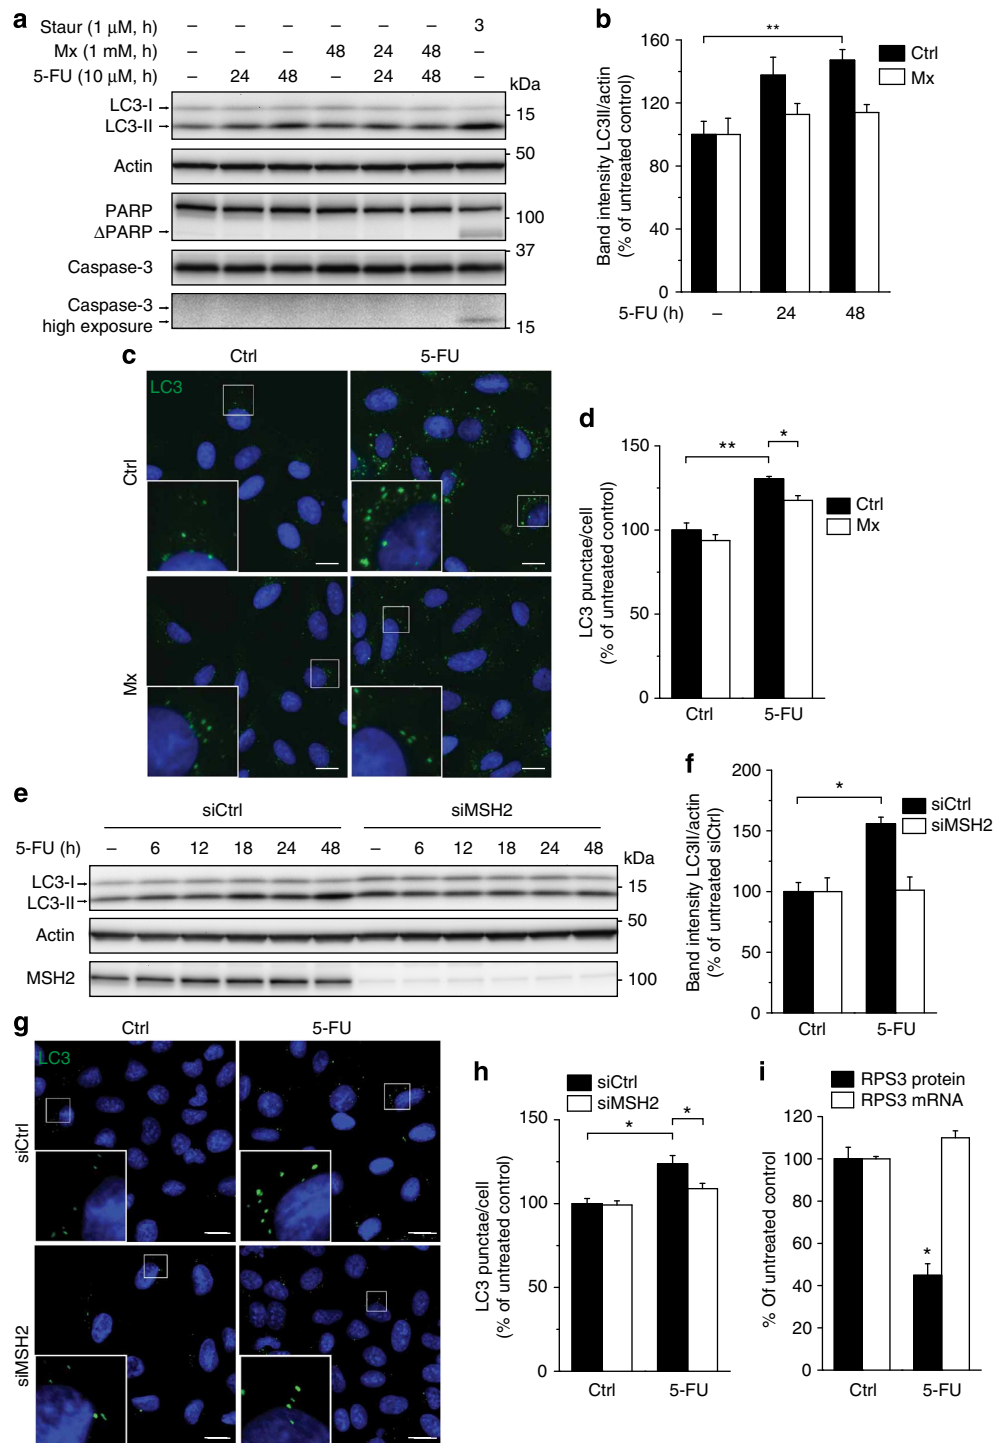 a
Staur (1 μM, h) – – – – – – 3
Mx (1 mM, h) – – – 48 24 48 –
5-FU (10 μM, h) – 24 48 – 24 48 –
kDa
LC3-I
15
LC3-II
50
Actin
PARP
100
ΔPARP
37
Caspase-3
Caspase-3
high exposure
15
b
Band intensity LC3II/actin
(% of untreated control)
160
120
80
40
0
**
Ctrl
Mx
5-FU (h) – 24 48
c
Ctrl 5-FU
LC3
Ctrl
Mx
d
LC3 punctae/cell
(% of untreated control)
150
100
50
0
**
*
Ctrl
Mx
Ctrl 5-FU
e
siCtrl siMSH2
5-FU (h) – 6 12 18 24 48 – 6 12 18 24 48
kDa
LC3-I
15
LC3-II
50
Actin
MSH2
100
f
Band intensity LC3II/actin
(% of untreated siCtrl)
200
150
100
50
0
*
siCtrl
siMSH2
Ctrl 5-FU
g
Ctrl 5-FU
LC3
siCtrl
siMSH2
h
siCtrl
siMSH2
LC3 punctae/cell
(% of untreated control)
150
100
50
0
*
*
Ctrl 5-FU
i
RPS3 protein
RPS3 mRNA
% Of untreated control
120
100
80
60
40
20
0
*
Ctrl 5-FU